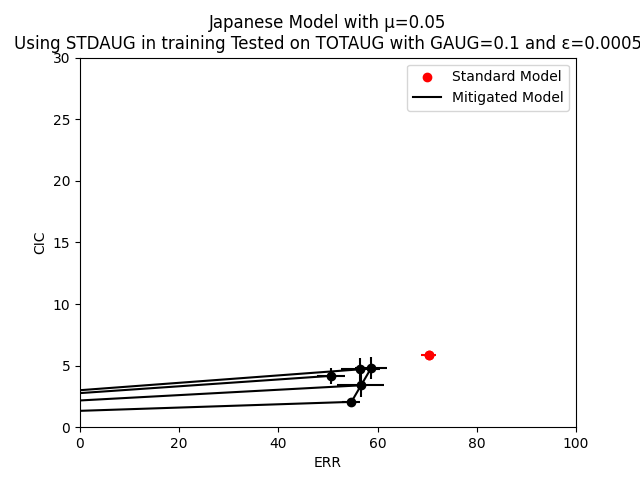 Japanese Model with μ=0.05
Using STDAUG in training Tested on TOTAUG with GAUG=0.1 and ε=0.0005
30
25
20
15
10
5
0
CIC
Standard Model
Mitigated Model
0 20 40 60 80 100
ERR